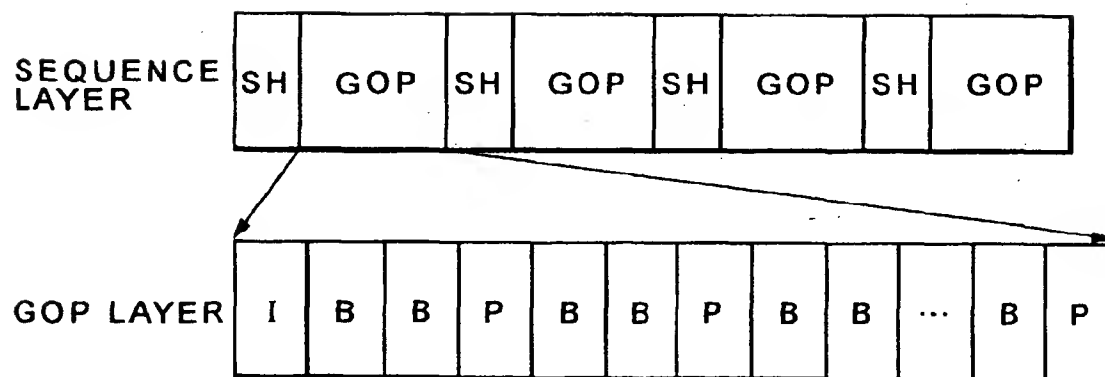 SEQUENCE
LAYER
SH GOP SH GOP SH GOP SH GOP
GOP LAYER
I B B P B B P B B ... B P